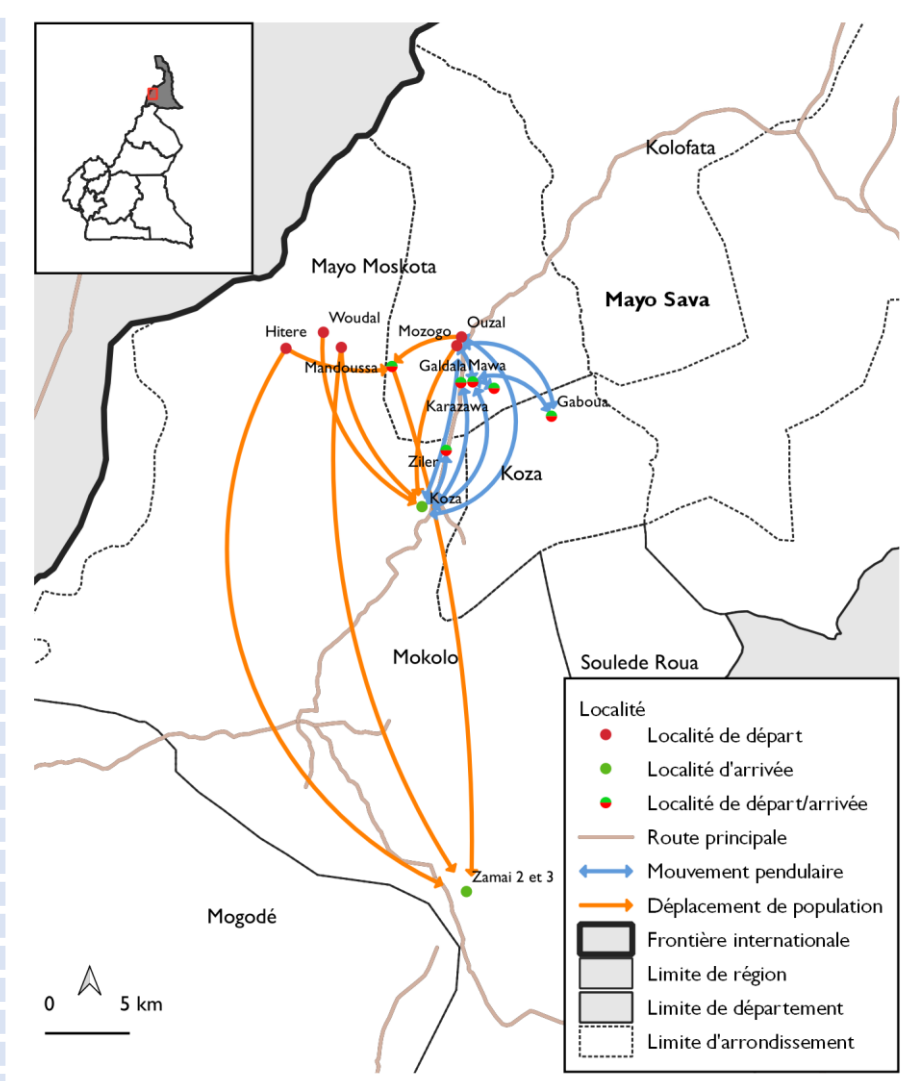 Kolofata
Mayo Moskota
Mayo Sava
Woudal
Ouzal
Hitere
Mozogo
Mandoussa
Galdala
Mawa
Karazawa
Gaboua
Ziler
Koza
Koza
Mokolo
Soulede Roua
Zamai 2 et 3
Mogodé
0 5 km
Localité
Localité de départ
Localité d'arrivée
Localité de départ/arrivée
Route principale
Mouvement pendulaire
Déplacement de population
Frontière internationale
Limite de région
Limite de département
Limite d'arrondissement